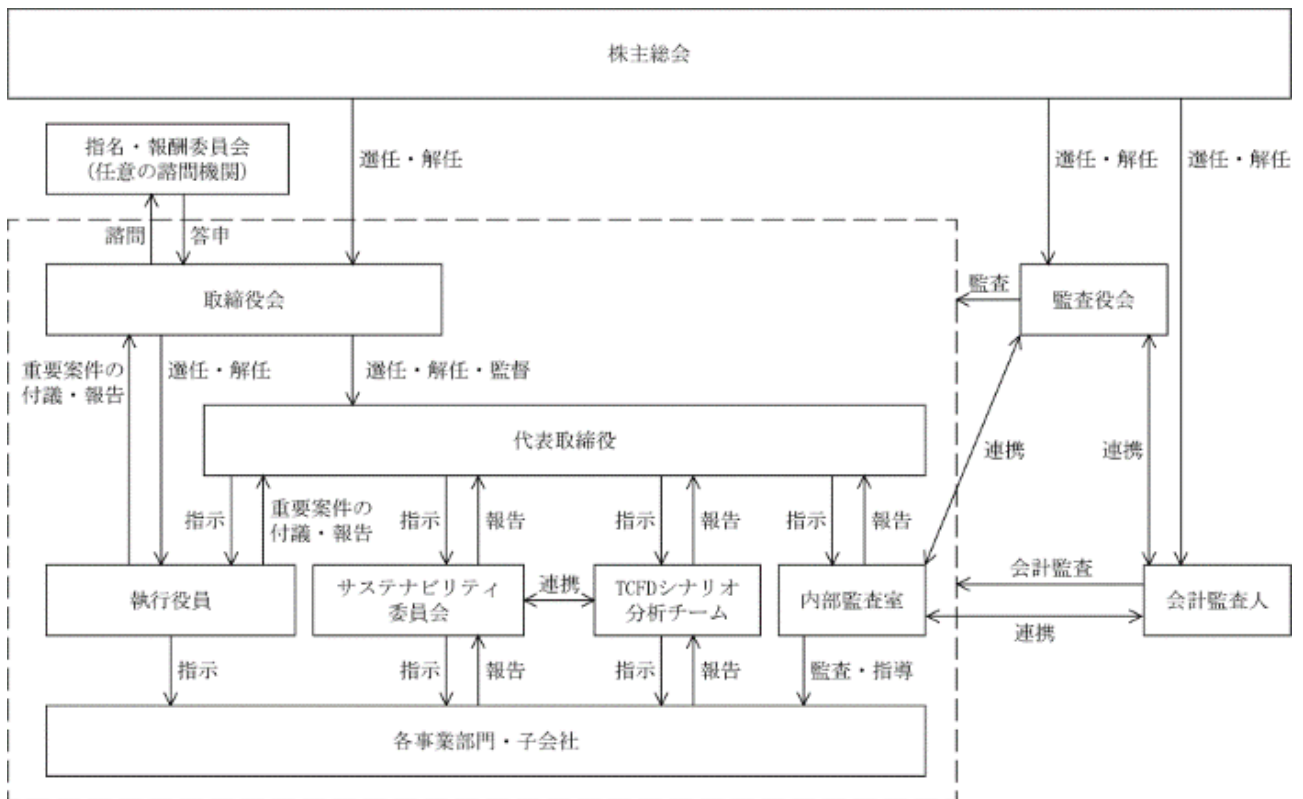 株主総会
指名・報酬委員会
(任意の諮問機関)
選任・解任
選任・解任
選任・解任
諮問
答申
取締役会
監査
監査役会
重要案件の
付議・報告
選任・解任
選任・解任・監督
代表取締役
連携
連携
指示
重要案件の
付議・報告
指示
報告
指示
報告
指示
報告
執行役員
サステナビリティ
委員会
連携
TCFDシナリオ
分析チーム
内部監査室
会計監査
連携
会計監査人
指示
指示
報告
指示
報告
監査・指導
各事業部門・子会社